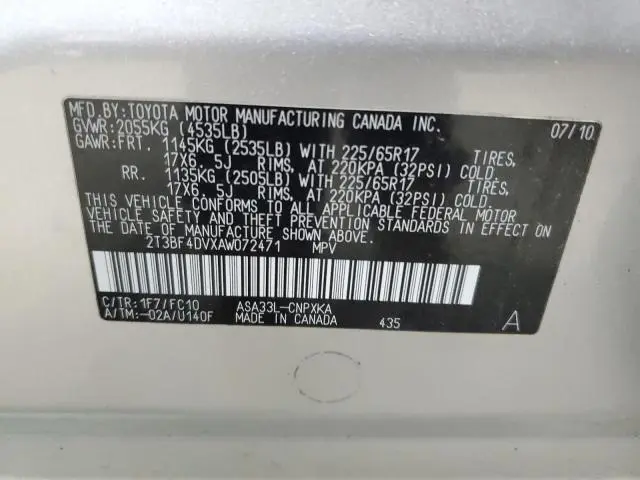 MFD.BY:TOYOTA MOTOR MANUFACTURING CANADA INC. 07/10
GVWR:2055KG (4535LB)
GAWR:FRT. 1145KG (2535LB) WITH 225/65R17 TIRES,
17X6.5J RIMS, AT 220KPA (32PSI) COLD.
RR. 1135KG (2505LB) WITH 225/65R17 TIRES,
17X6.5J RIMS, AT 220KPA (32PSI) COLD.
THIS VEHICLE CONFORMS TO ALL APPLICABLE FEDERAL MOTOR
VEHICLE SAFETY AND THEFT PREVENTION STANDARDS IN EFFECT ON
THE DATE OF MANUFACTURE SHOWN ABOVE.
2T3BF4DVXAW072471 MPV
C/TR:1F7/FC10 ASA33L-CNPXKA
A/TM:-02A/U140F MADE IN CANADA 435 A